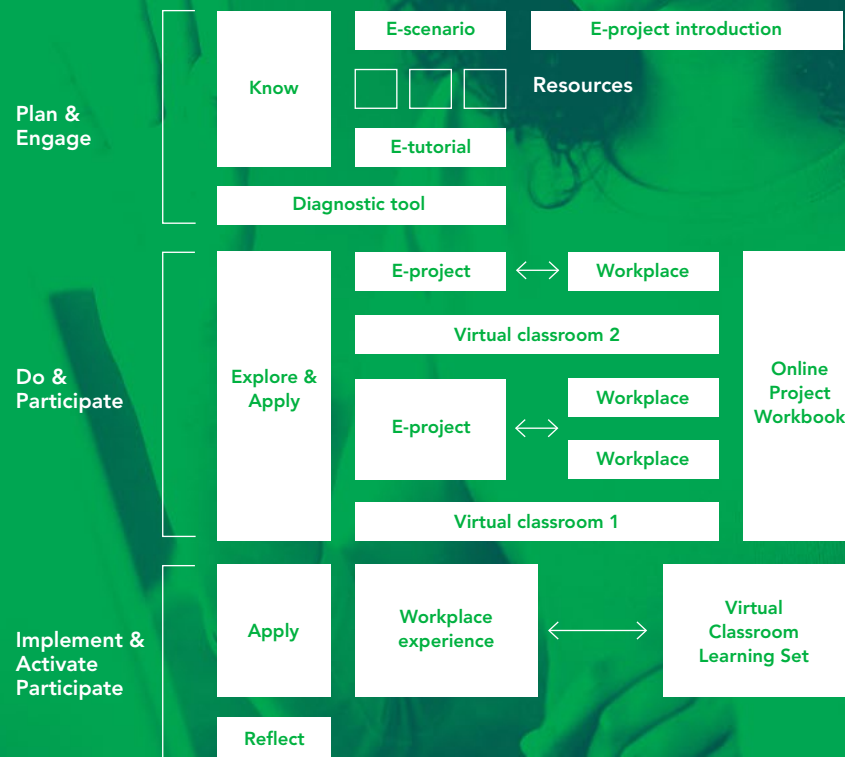 Plan &
Engage
Know
E-scenario
E-project introduction
Resources
E-tutorial
Diagnostic tool
Do &
Participate
Explore &
Apply
E-project
Workplace
Virtual classroom 2
E-project
Workplace
Workplace
Virtual classroom 1
Online
Project
Workbook
Implement &
Activate
Participate
Apply
Workplace
experience
Virtual
Classroom
Learning Set
Reflect